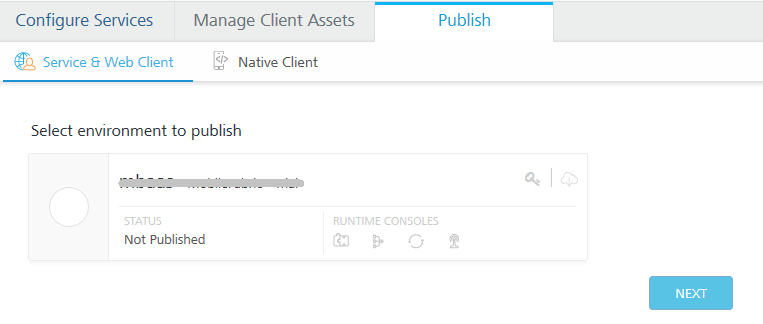 Configure Services
Manage Client Assets
Publish
Service & Web Client
Native Client
Select environment to publish
STATUS
RUNTIME CONSOLES
Not Published
NEXT